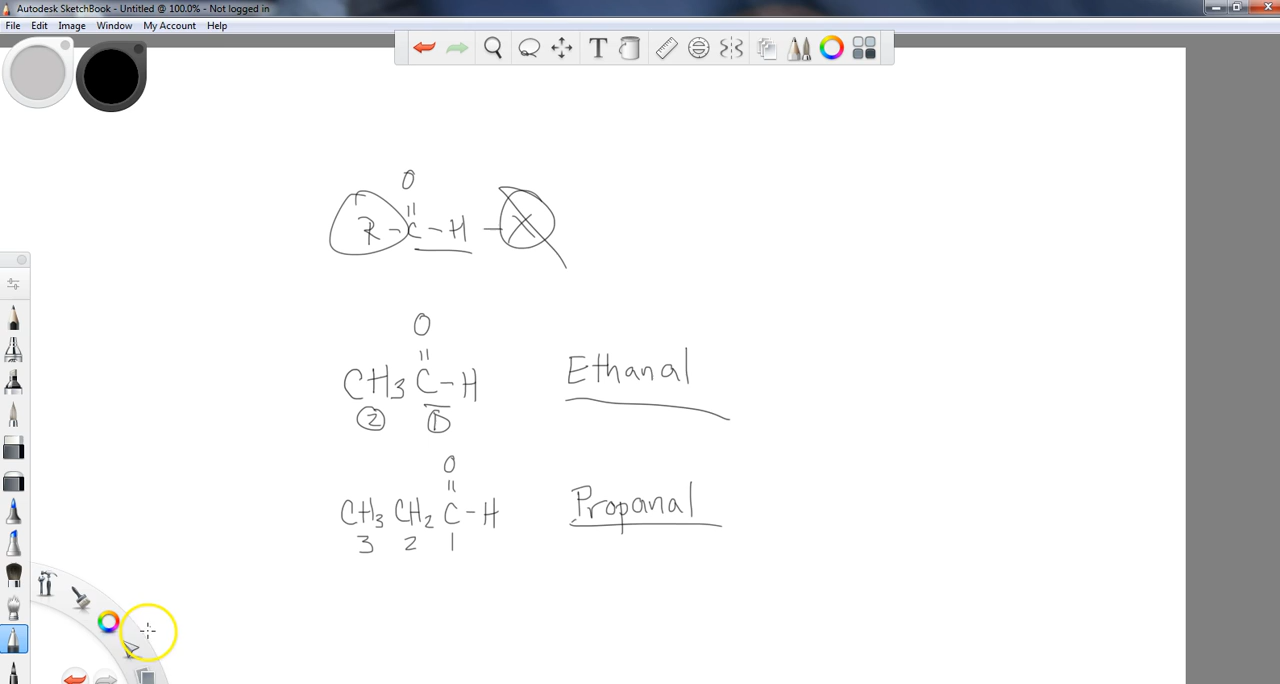 Autodesk SketchBook - Untitled @ 100.0% - Not logged in
File Edit Image Window My Account Help
T
O
R-C-H-X
O
CH3 C-H Ethanal
2 1
O
CH3 CH2 C-H Propanal
3 2 1